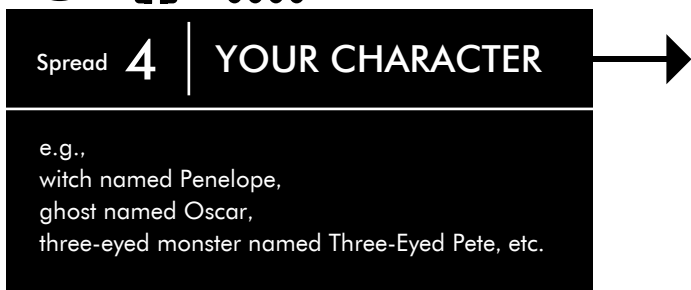 Spread 4 YOUR CHARACTER
e.g.,
witch named Penelope,
ghost named Oscar,
three-eyed monster named Three-Eyed Pete, etc.